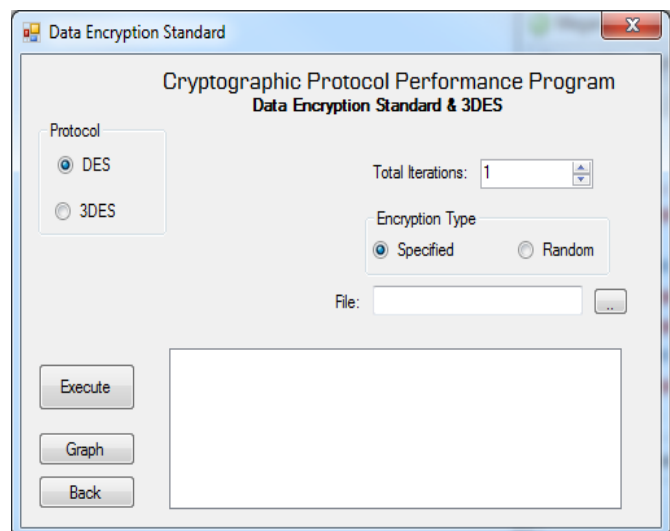 Data Encryption Standard
Cryptographic Protocol Performance Program
Data Encryption Standard & 3DES
Protocol
DES
3DES
Total Iterations: 1
Encryption Type
Specified
Random
File:
..
Execute
Graph
Back